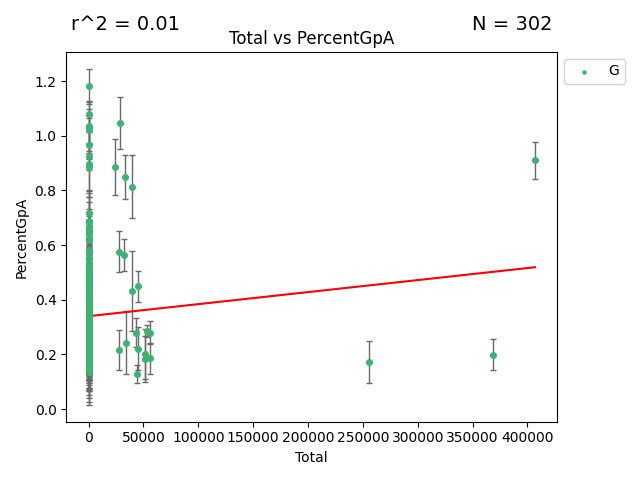 r^2 = 0.01
N = 302
Total vs PercentGpA
G
PercentGpA
1.2
1.0
0.8
0.6
0.4
0.2
0.0
0 50000 100000 150000 200000 250000 300000 350000 400000
Total